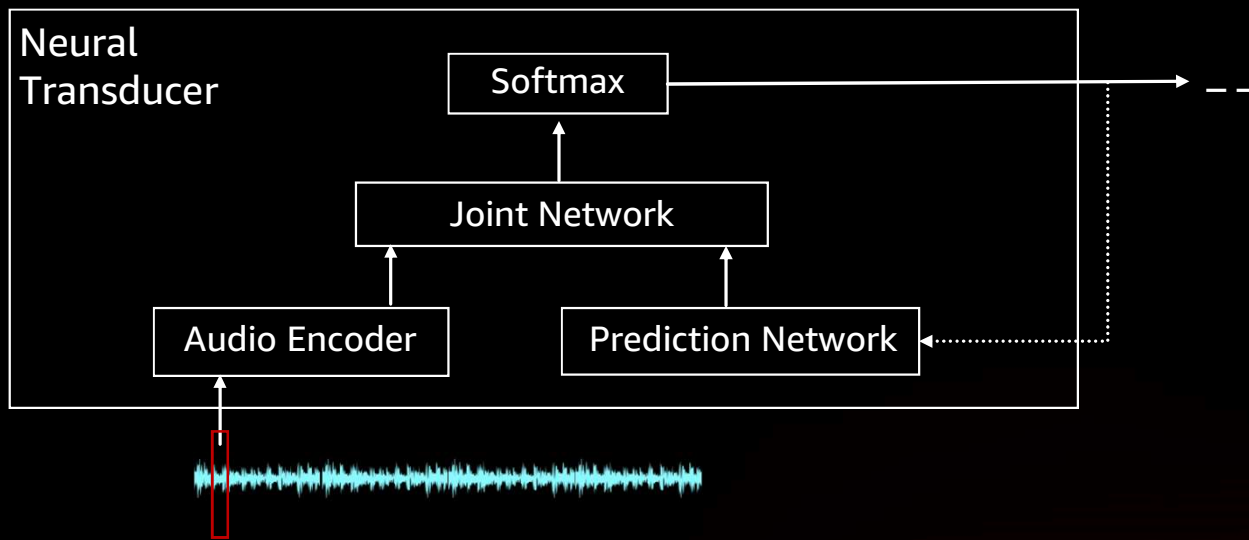 Neural
Transducer
Softmax
_ _
Joint Network
Audio Encoder
Prediction Network